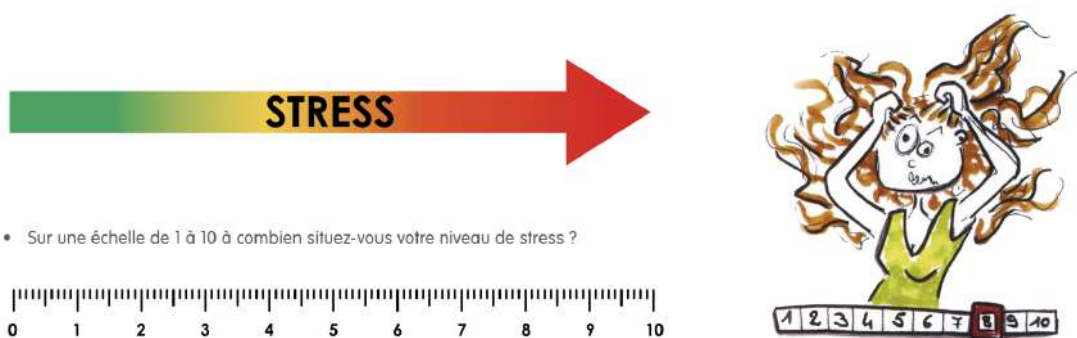 STRESS
• Sur une échelle de 1 à 10 à combien situez-vous votre niveau de stress ?
0 1 2 3 4 5 6 7 8 9 10
1 2 3 4 5 6 7 8 9 10